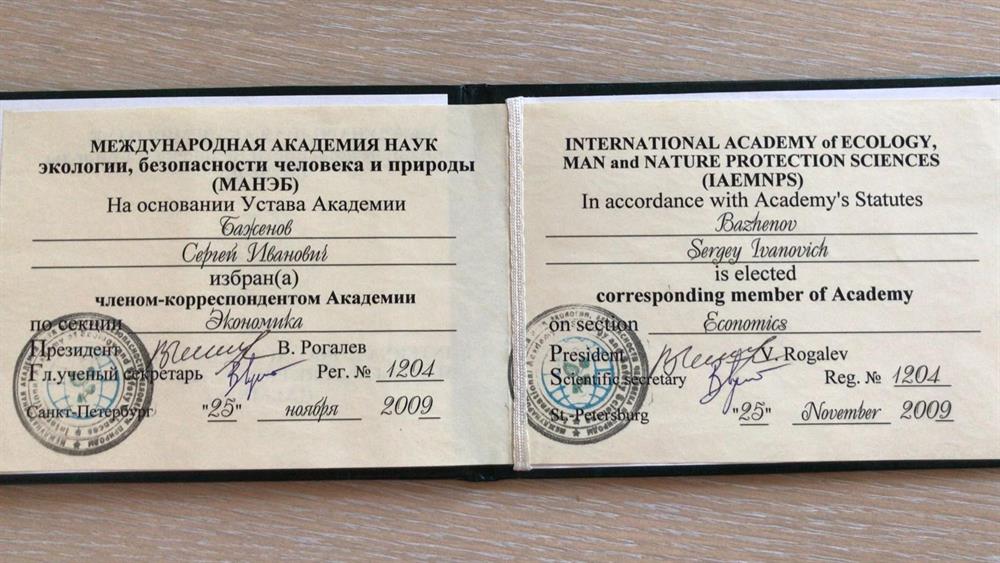 МЕЖДУНАРОДНАЯ АКАДЕМИЯ НАУК
экологии, безопасности человека и природы
(МАНЭБ)
На основании Устава Академии
Баженов
Сергей Иванович
избран(а)
членом-корреспондентом Академии
по секции Экономика
Президент В. Рогалев
Гл.ученый секретарь Рег. № 1204
Санкт-Петербург "25" ноября 2009
INTERNATIONAL ACADEMY of ECOLOGY,
MAN and NATURE PROTECTION SCIENCES
(IAEMNPS)
In accordance with Academy's Statutes
Bazhenov
Sergey Ivanovich
is elected
corresponding member of Academy
on section Economics
President V. Rogalev
Scientific secretary Reg. № 1204
St.-Petersburg "25" November 2009